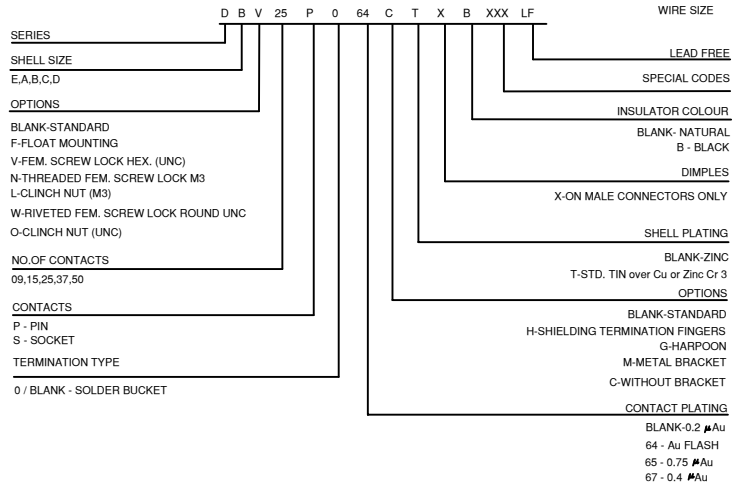 D B V 25 P 0 64 C T X B XXX LF
WIRE SIZE
SERIES
SHELL SIZE
E,A,B,C,D
OPTIONS
BLANK-STANDARD
F-FLOAT MOUNTING
V-FEM. SCREW LOCK HEX. (UNC)
N-THREADED FEM. SCREW LOCK M3
L-CLINCH NUT (M3)
W-RIVETED FEM. SCREW LOCK ROUND UNC
O-CLINCH NUT (UNC)
NO.OF CONTACTS
09,15,25,37,50
CONTACTS
P - PIN
S - SOCKET
TERMINATION TYPE
0 / BLANK - SOLDER BUCKET
LEAD FREE
SPECIAL CODES
INSULATOR COLOUR
BLANK- NATURAL
B - BLACK
DIMPLES
X-ON MALE CONNECTORS ONLY
SHELL PLATING
BLANK-ZINC
T-STD. TIN over Cu or Zinc Cr 3
OPTIONS
BLANK-STANDARD
H-SHIELDING TERMINATION FINGERS
G-HARPOON
M-METAL BRACKET
C-WITHOUT BRACKET
CONTACT PLATING
BLANK-0.2 µAu
64 - Au FLASH
65 - 0.75 µAu
67 - 0.4 µAu